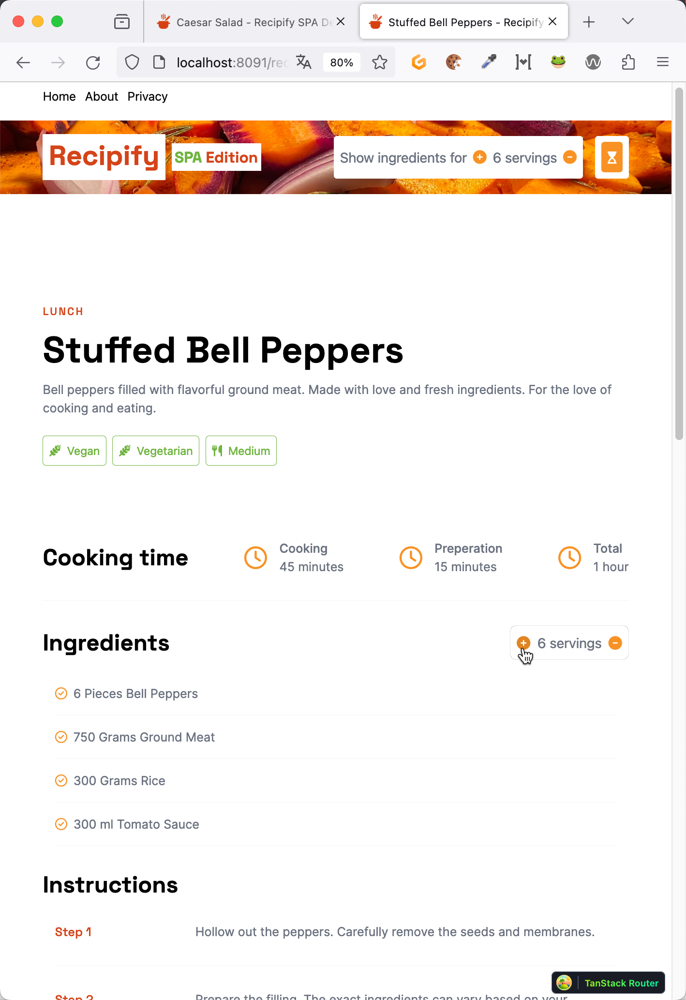 Caesar Salad - Recipify SPA De
Stuffed Bell Peppers - Recipify
localhost:8091/rec
80%
Home About Privacy
Recipify SPA Edition
Show ingredients for 6 servings
LUNCH
Stuffed Bell Peppers
Bell peppers filled with flavorful ground meat. Made with love and fresh ingredients. For the love of
cooking and eating.
Vegan Vegetarian Medium
Cooking time
Cooking
45 minutes
Preperation
15 minutes
Total
1 hour
Ingredients
6 servings
6 Pieces Bell Peppers
750 Grams Ground Meat
300 Grams Rice
300 ml Tomato Sauce
Instructions
Step 1
Hollow out the peppers. Carefully remove the seeds and membranes.
Step 2
Prepare the filling. The exact ingredients can vary based on your
TanStack Router